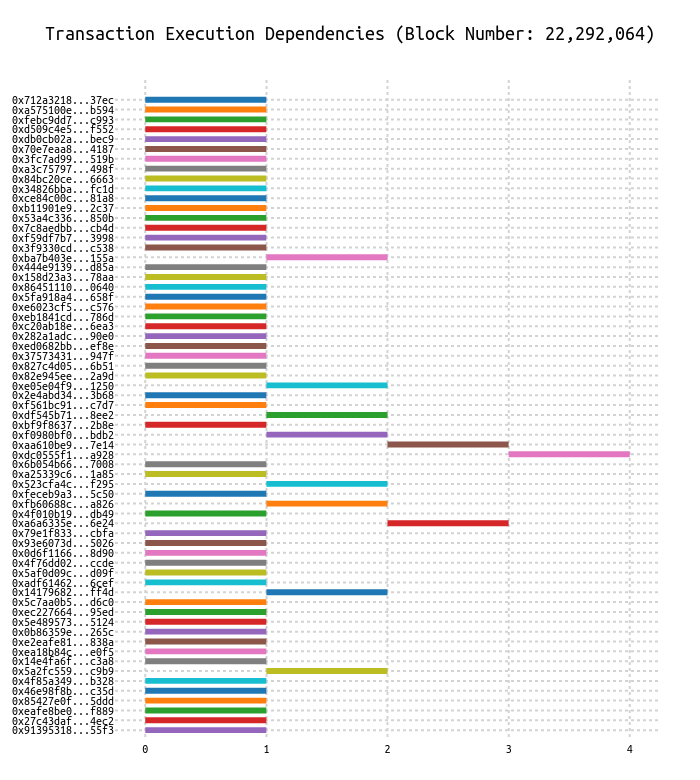 Transaction Execution Dependencies (Block Number: 22,292,064)
0x712a3218...37ec
0xa575100e...b594
0xfebc9dd7...c993
0xd509c4e5...f552
0xdb0cb02a...bec9
0x70e7eaa8...4187
0x3fc7ad99...519b
0xa3c75797...498f
0x84bc20ce...6663
0x34826bba...fc1d
0xce84c00c...81a8
0xb11901e9...2c37
0x53a4c336...850b
0x7c8aedbb...cb4d
0xf59df7b7...3998
0x3f9330cd...c538
0xba7b403e...155a
0x444e9139...d85a
0x158d23a3...78aa
0x86451110...0640
0x5fa918a4...658f
0xe6023cf5...c576
0xeb1841cd...786d
0xc20ab18e...6ea3
0x282a1adc...90e0
0xed0682bb...ef8e
0x37573431...947f
0x827c4d05...6b51
0x82e945ee...2a9d
0xe05e04f9...1250
0x2e4abd34...3b68
0xf561bc91...c7d7
0xdf545b71...8ee2
0xbf9f8637...2b8e
0xf0980bf0...bdb2
0xaa610be9...7e14
0xdc0555f1...a928
0x6b054b66...7008
0xa25339c6...1a85
0x523cfa4c...f295
0xfeceb9a3...5c50
0xfb60688c...a826
0x4f010b19...db49
0xa6a6335e...6e24
0x79e1f833...cbfa
0x93e6073d...5026
0x0d6f1166...8d90
0x4f76dd02...ccde
0x5af0d09c...d09f
0xadf61462...6cef
0x14179682...ff4d
0x5c7aa0b5...d6c0
0xec227664...95ed
0x5e489573...5124
0x0b86359e...265c
0xe2eafe81...838a
0xea18b84c...e0f5
0x14e4fa6f...c3a8
0x5a2fc559...c9b9
0x4f85a349...b328
0x46e98f8b...c35d
0x85427e0f...5ddd
0xeafe8be0...f889
0x27c43daf...4ec2
0x91395318...55f3
0 1 2 3 4